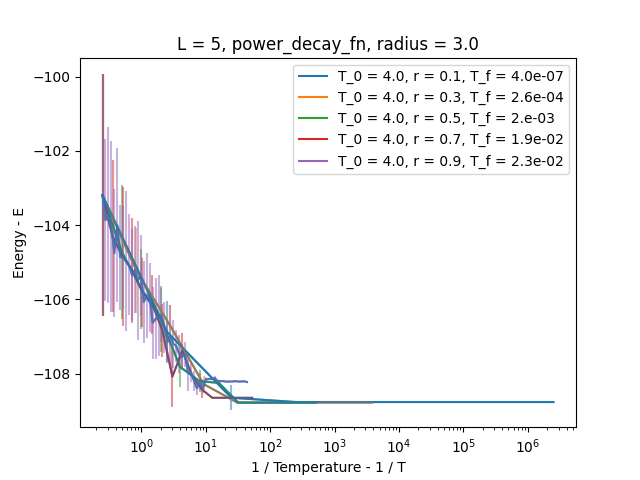 L = 5, power_decay_fn, radius = 3.0
−100
−102
−104
−106
−108
Energy - E
T_0 = 4.0, r = 0.1, T_f = 4.0e-07
T_0 = 4.0, r = 0.3, T_f = 2.6e-04
T_0 = 4.0, r = 0.5, T_f = 2.e-03
T_0 = 4.0, r = 0.7, T_f = 1.9e-02
T_0 = 4.0, r = 0.9, T_f = 2.3e-02
10⁰ 10¹ 10² 10³ 10⁴ 10⁵ 10⁶
1 / Temperature - 1 / T